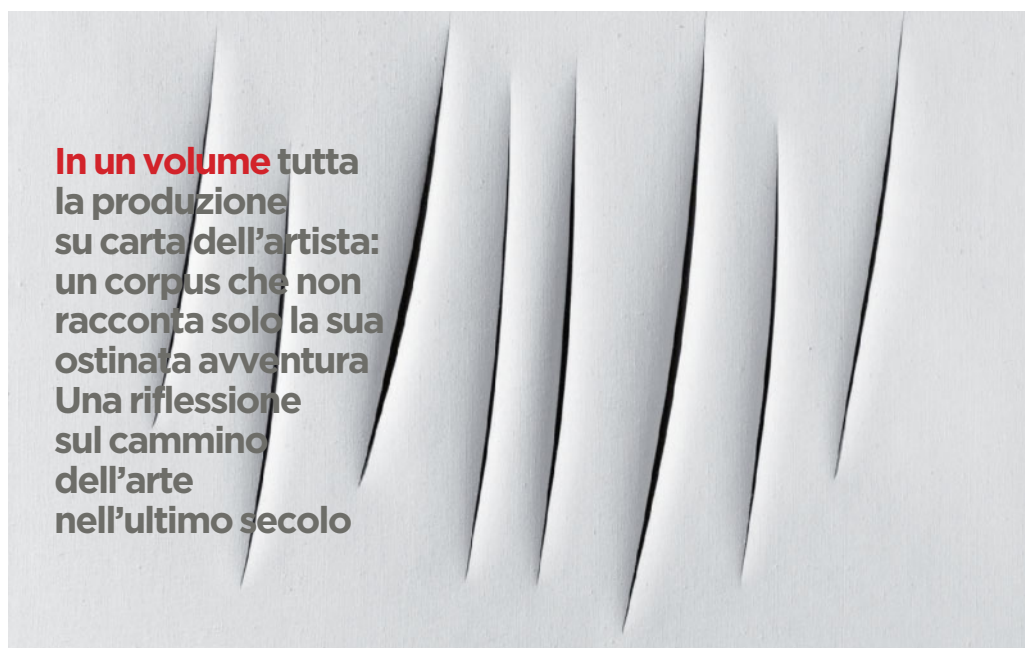 In un volume tutta
la produzione
su carta dell’artista:
un corpus che non
racconta solo la sua
ostinata avventura
Una riflessione
sul cammino
dell’arte
nell’ultimo secolo